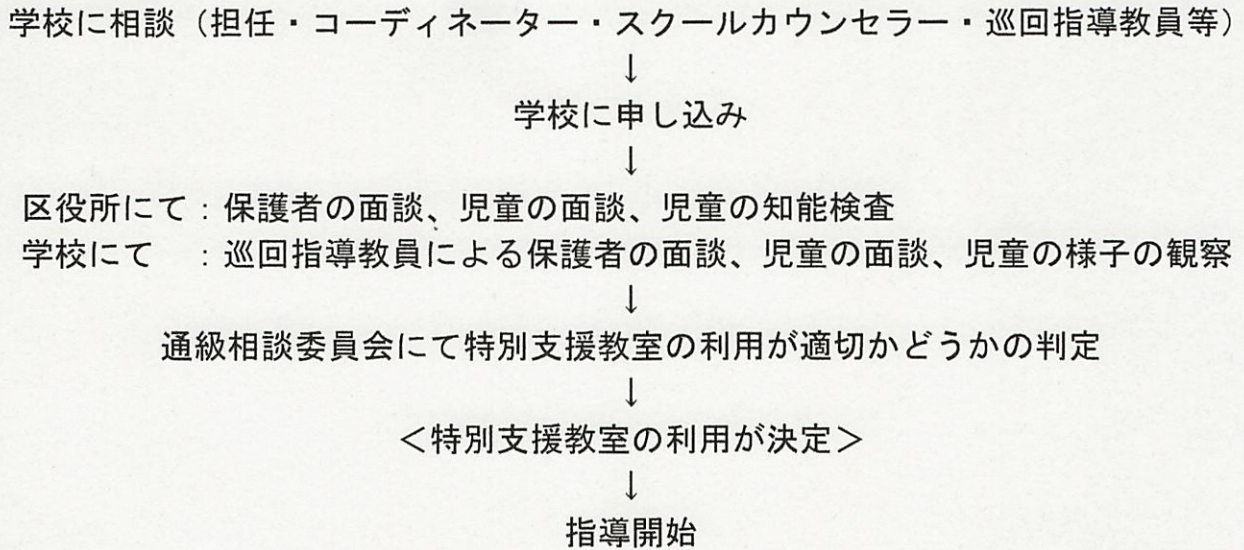 学校に相談（担任・コーディネーター・スクールカウンセラー・巡回指導教員等）
↓
学校に申し込み
↓
区役所にて：保護者の面談、児童の面談、児童の知能検査
学校にて　：巡回指導教員による保護者の面談、児童の面談、児童の様子の観察
↓
通級相談委員会にて特別支援教室の利用が適切かどうかの判定
↓
＜特別支援教室の利用が決定＞
↓
指導開始